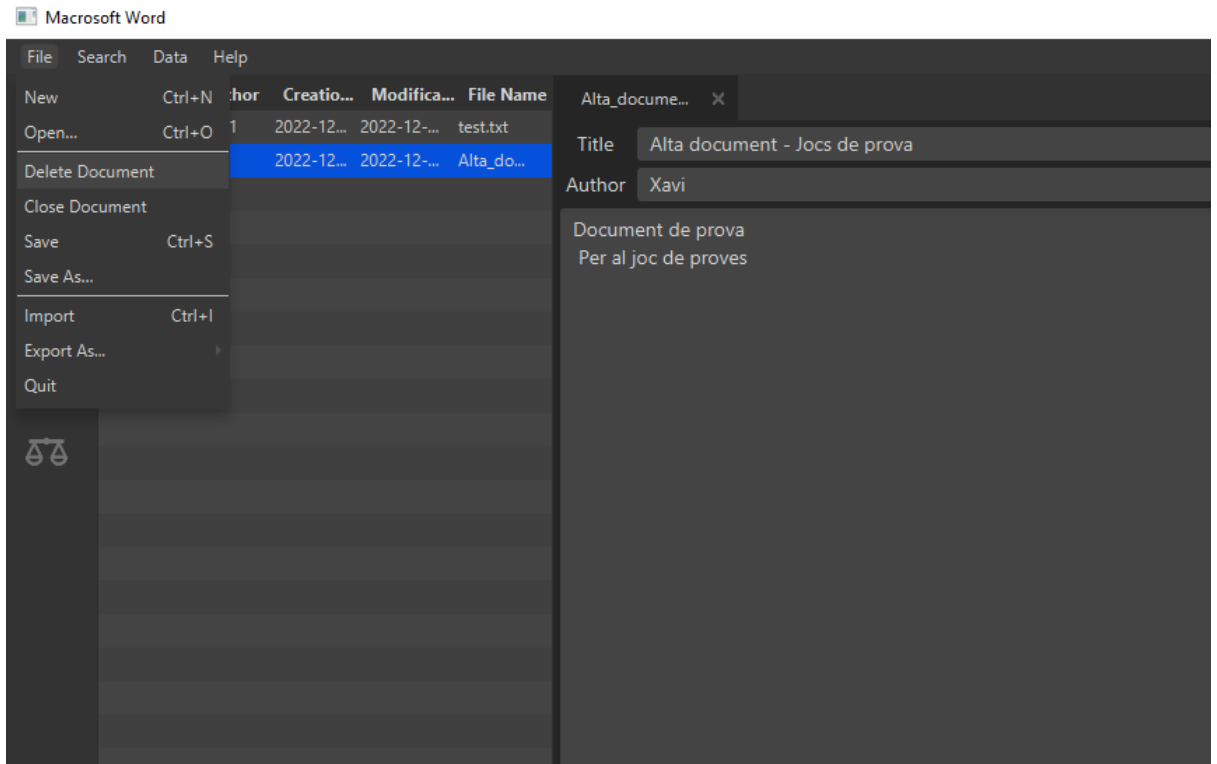 Macrosoft Word
File Search Data Help
New Ctrl+N
Open... Ctrl+O
Delete Document
Close Document
Save Ctrl+S
Save As...
Import Ctrl+I
Export As...
Quit
hor Creatio... Modifica... File Name
1 2022-12... 2022-12-... test.txt
2022-12... 2022-12-... Alta_do...
Alta_docume...
Title Alta document - Jocs de prova
Author Xavi
Document de prova
Per al joc de proves